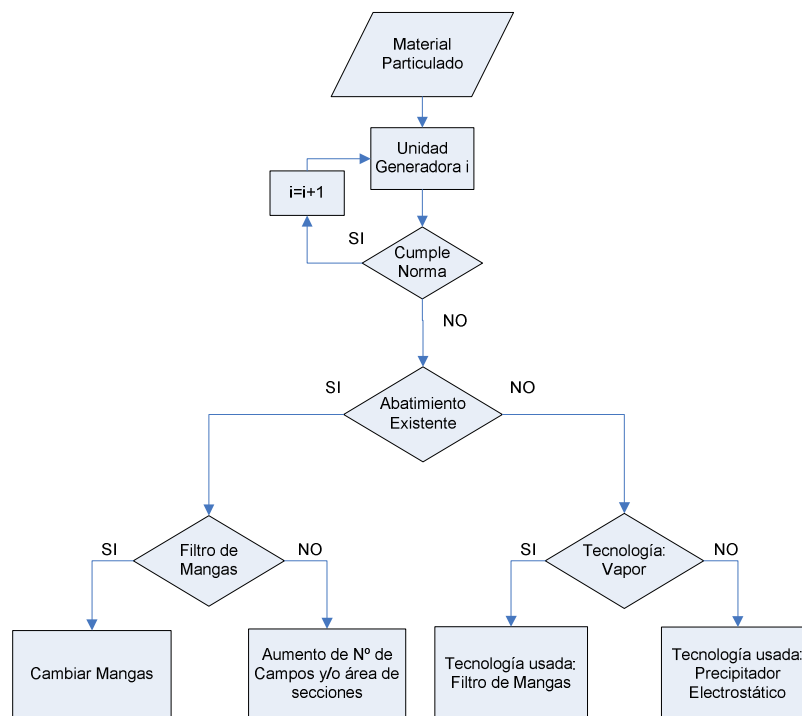 Material
Particulado
Unidad
Generadora i
i=i+1
SI
Cumple
Norma
NO
SI
NO
Abatimiento
Existente
SI
Filtro de
Mangas
NO
SI
Tecnología:
Vapor
NO
Cambiar Mangas
Aumento de Nº de
Campos y/o área de
secciones
Tecnología usada:
Filtro de Mangas
Tecnología usada:
Precipitador
Electrostático